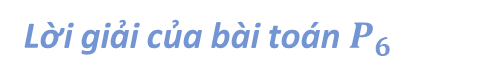 Lời giải của bài toán P₆